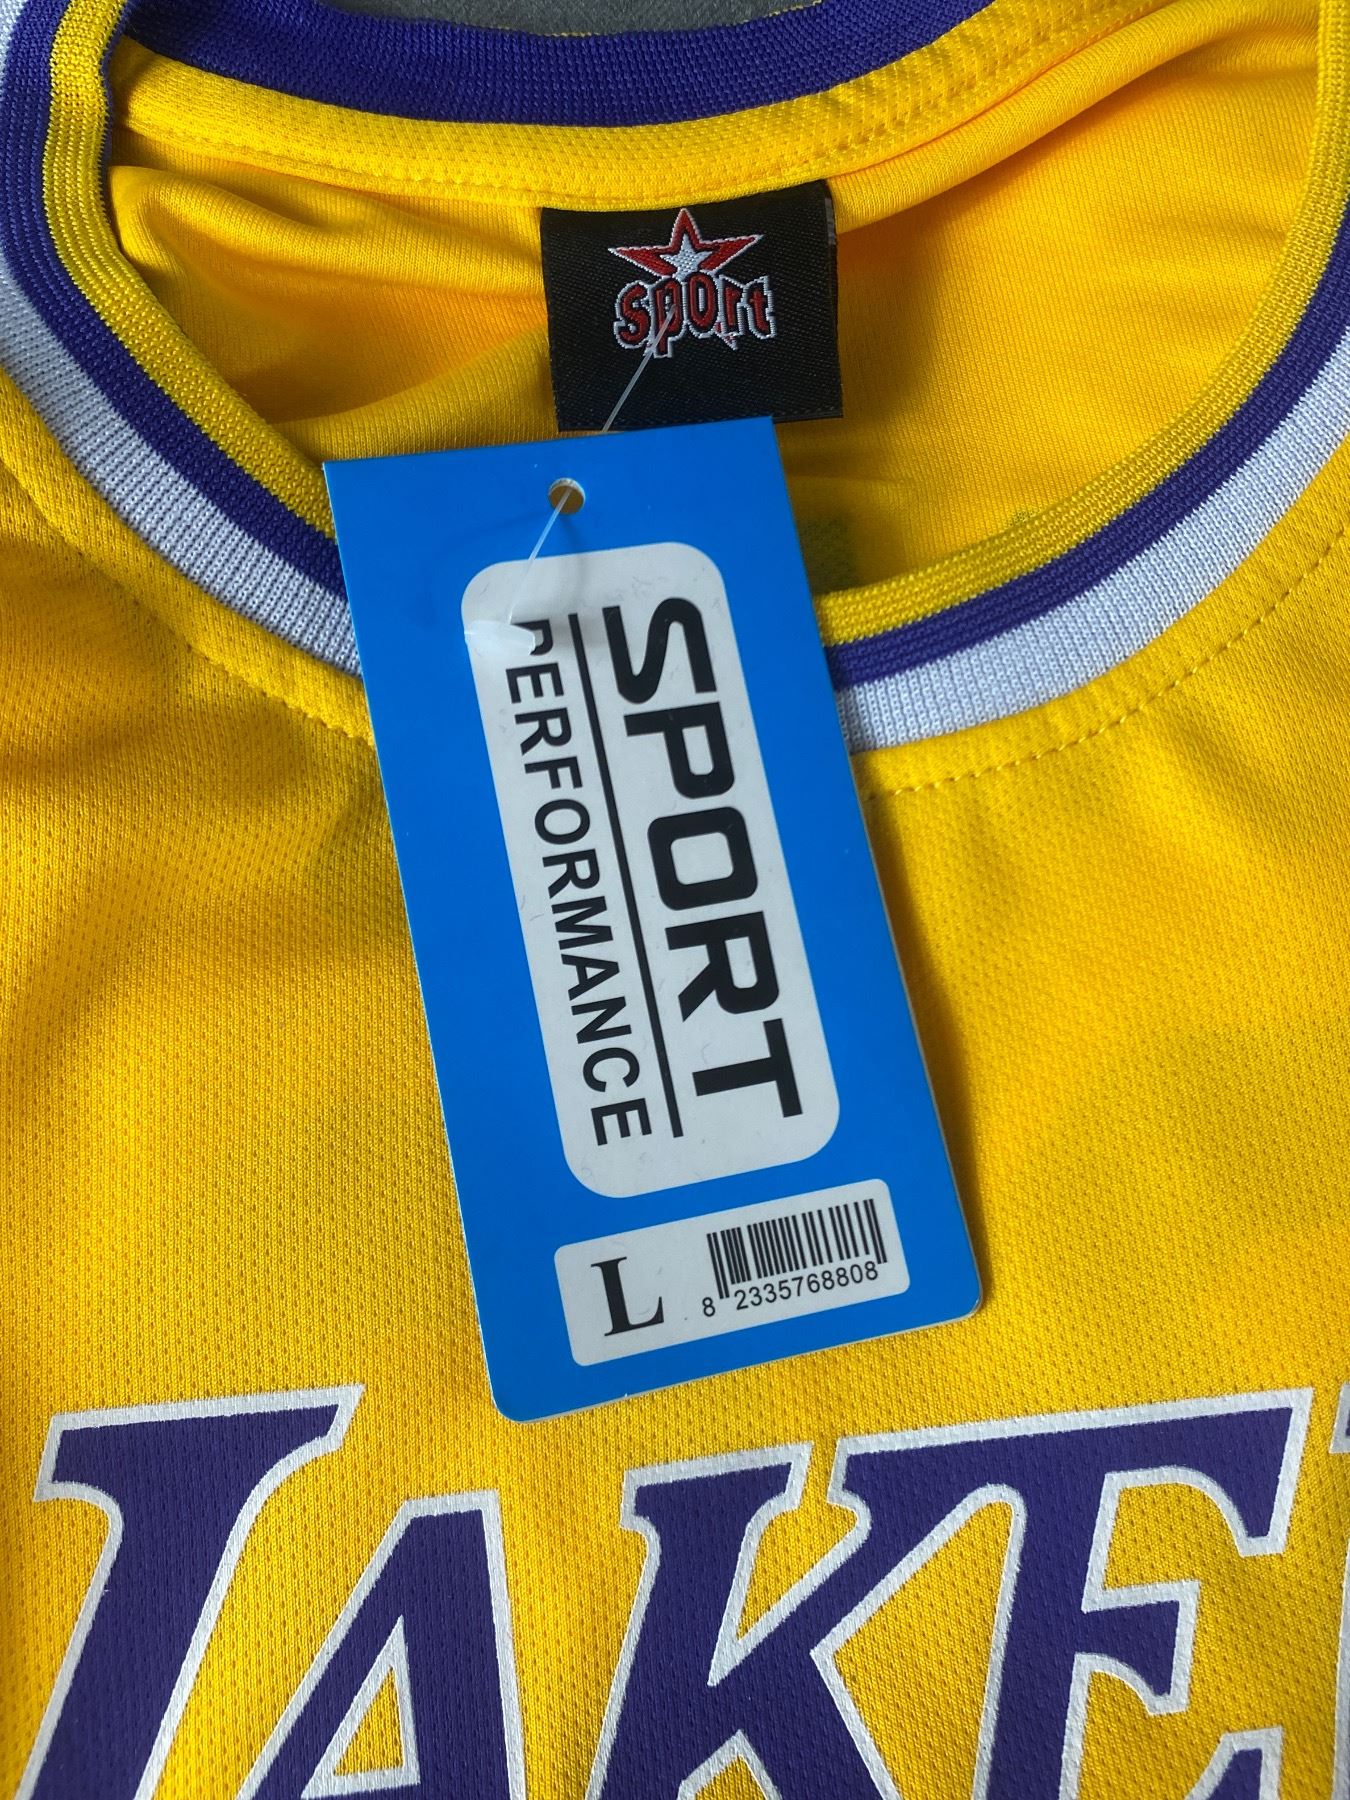 sport
SPORT
PERFORMANCE
L
8 2335768808
LAKE